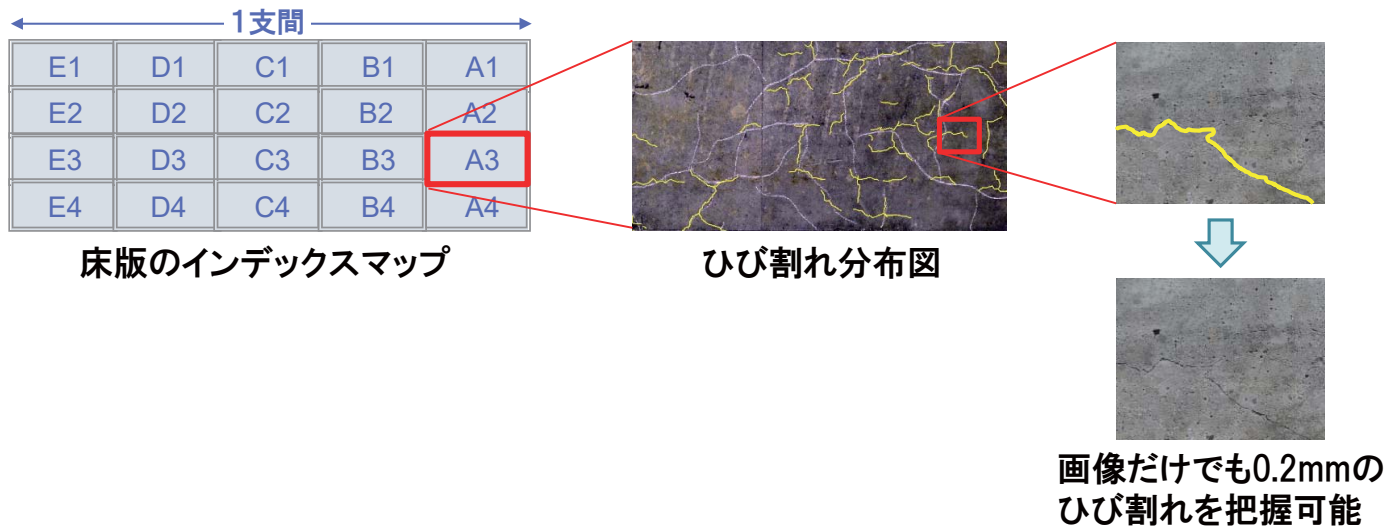 1支間
E1 D1 C1 B1 A1
E2 D2 C2 B2 A2
E3 D3 C3 B3 A3
E4 D4 C4 B4 A4
床版のインデックスマップ
ひび割れ分布図
画像だけでも0.2mmの
ひび割れを把握可能